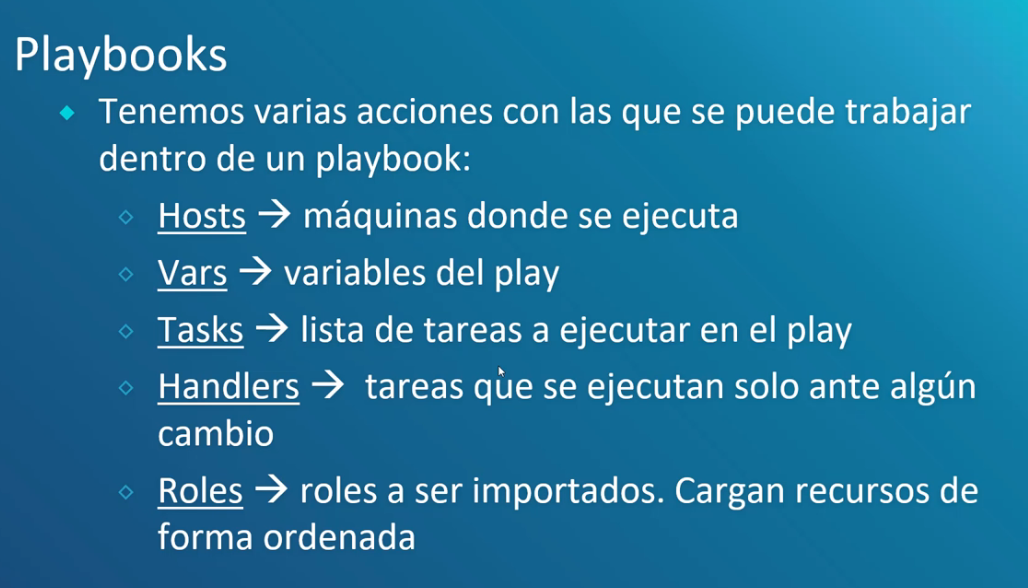 Playbooks
Tenemos varias acciones con las que se puede trabajar
dentro de un playbook:
Hosts → máquinas donde se ejecuta
Vars → variables del play
Tasks → lista de tareas a ejecutar en el play
Handlers → tareas que se ejecutan solo ante algún
cambio
Roles → roles a ser importados. Cargan recursos de
forma ordenada